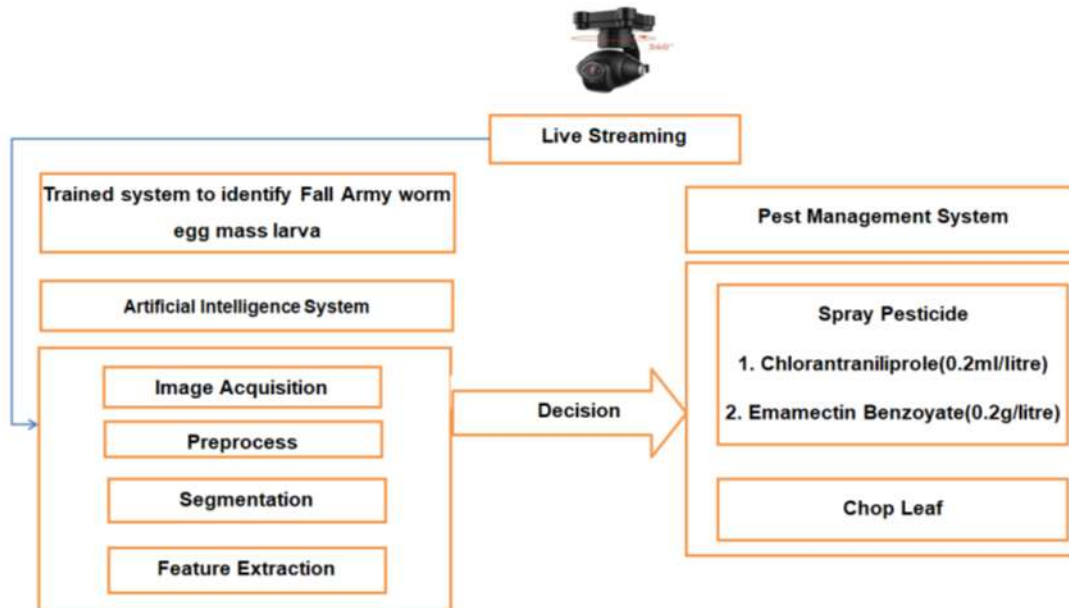 360°
Live Streaming
Trained system to identify Fall Army worm
egg mass larva
Artificial Intelligence System
Image Acquisition
Preprocess
Segmentation
Feature Extraction
Decision
Pest Management System
Spray Pesticide
1. Chlorantraniliprole(0.2ml/litre)
2. Emamectin Benzoyate(0.2g/litre)
Chop Leaf